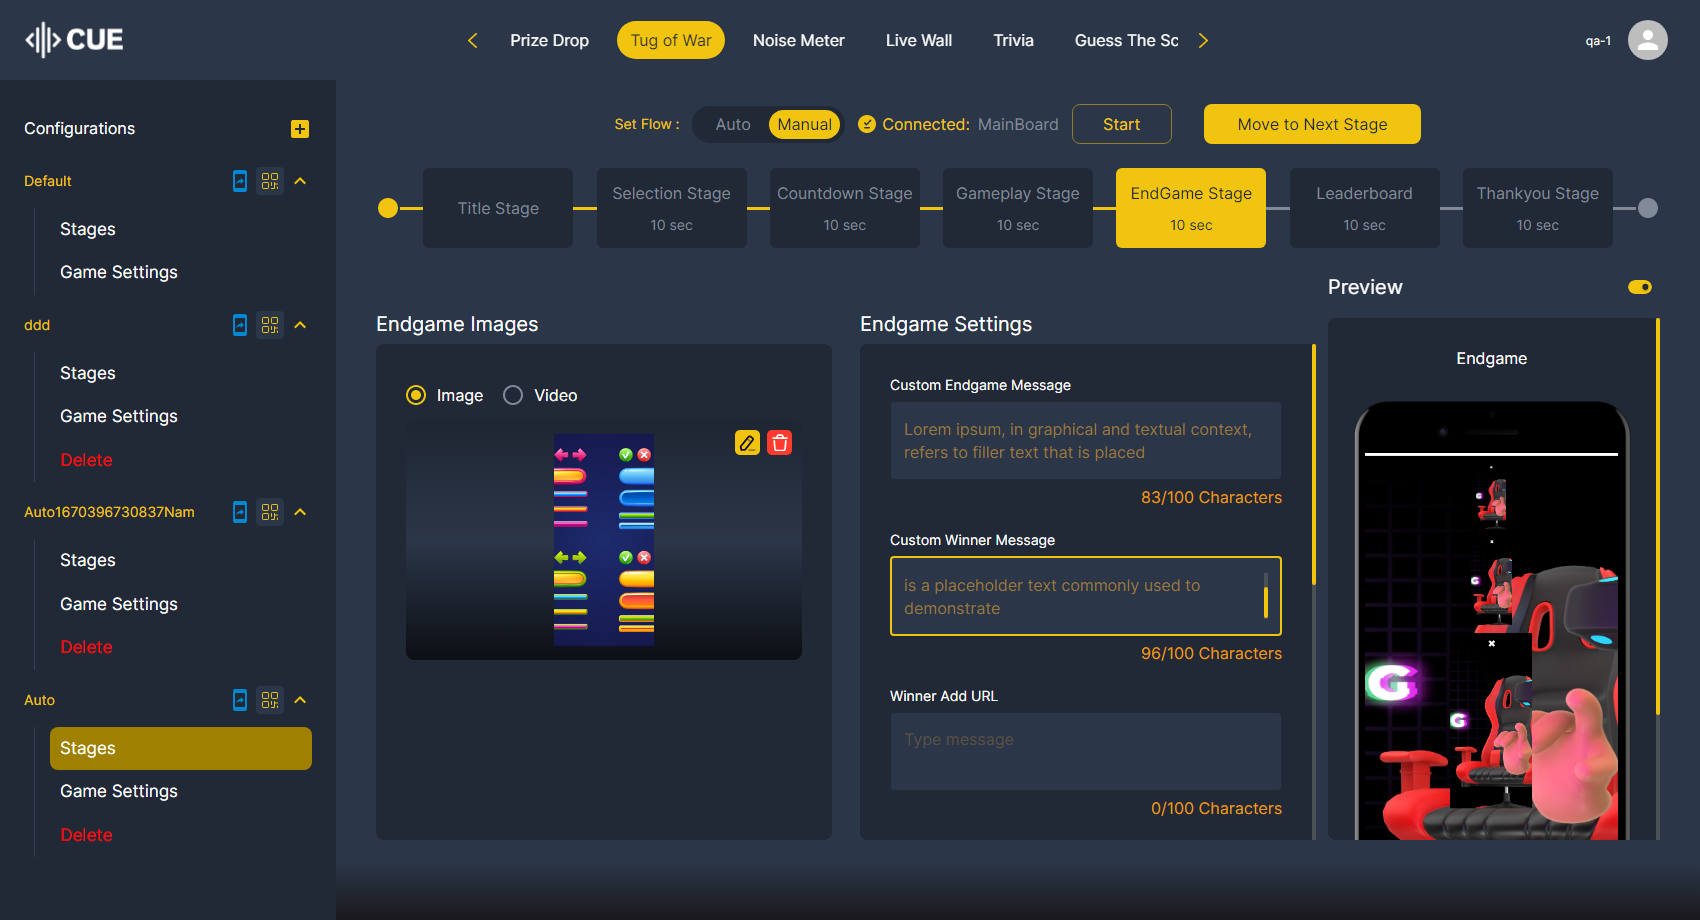 CUE
Prize Drop
Tug of War
Noise Meter
Live Wall
Trivia
Guess The Sc
qa-1
Configurations
Default
Stages
Game Settings
ddd
Stages
Game Settings
Delete
Auto1670396730837Nam
Stages
Game Settings
Delete
Auto
Stages
Game Settings
Delete
Set Flow :
Auto
Manual
Connected: MainBoard
Start
Move to Next Stage
Title Stage
Selection Stage
10 sec
Countdown Stage
10 sec
Gameplay Stage
10 sec
EndGame Stage
10 sec
Leaderboard
10 sec
Thankyou Stage
10 sec
Endgame Images
Image
Video
Endgame Settings
Custom Endgame Message
Lorem ipsum, in graphical and textual context,
refers to filler text that is placed
83/100 Characters
Custom Winner Message
is a placeholder text commonly used to
demonstrate
96/100 Characters
Winner Add URL
Type message
0/100 Characters
Preview
Endgame
G
G
G
G